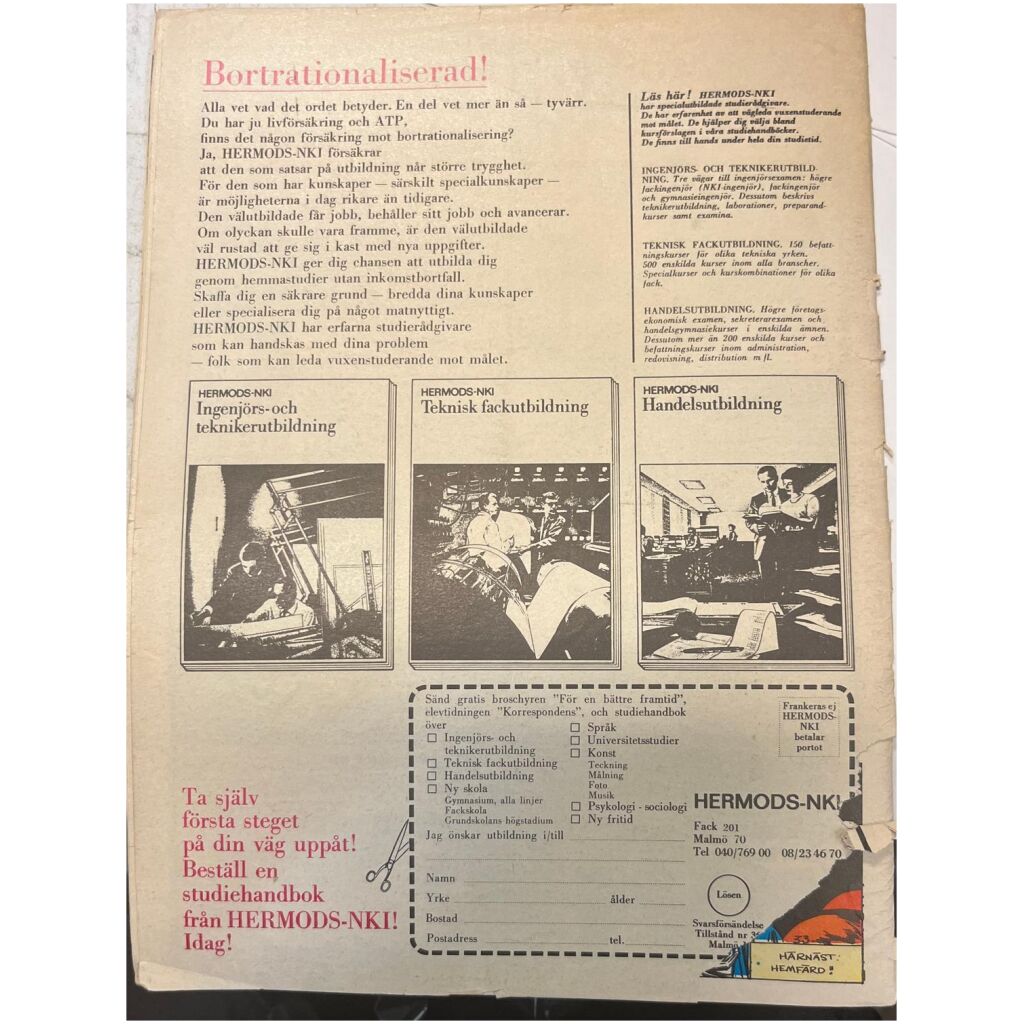 Bortrationaliserad!
Alla vet vad det ordet betyder. En del vet mer än så — tyvärr.
Du har ju livförsäkring och ATP,
finns det någon försäkring mot bortrationalisering?
Ja, HERMODS-NKI försäkrar
att den som satsar på utbildning når större trygghet.
För den som har kunskaper — särskilt specialkunskaper —
är möjligheterna i dag rikare än tidigare.
Den välutbildade får jobb, behåller sitt jobb och avancerar.
Om olyckan skulle vara framme, är den välutbildade
väl rustad att ge sig i kast med nya uppgifter.
HERMODS-NKI ger dig chansen att utbilda dig
genom hemmastudier utan inkomstbortfall.
Skaffa dig en säkrare grund — bredda dina kunskaper
eller specialisera dig på något matnyttigt.
HERMODS-NKI har erfarna studierådgivare
som kan handskas med dina problem
— folk som kan leda vuxenstuderande mot målet.
Läs här! HERMODS-NKI
har specialutbildade studierådgivare.
De har erfarenhet av att vägleda vuxenstuderande
mot målet. De hjälper dig välja bland
kursförslagen i våra studiehandböcker.
De finns till hands under hela din studietid.
INGENJÖRS- OCH TEKNIKERUTBILD-
NING. Tre vägar till ingenjörsexamen: högre
fackingenjör (NKI-ingenjör), fackingenjör
och gymnasieingenjör. Dessutom beskrivs
teknikerutbildning, laborationer, preparand-
kurser samt examina.
TEKNISK FACKUTBILDNING. 150 befatt-
ningskurser för olika tekniska yrken.
500 enskilda kurser inom alla branscher.
Specialkurser och kurskombinationer för olika
fack.
HANDELSUTBILDNING. Högre företags-
ekonomisk examen, sekreterarexamen och
handelsgymnasiekurser i enskilda ämnen.
Dessutom mer än 200 enskilda kurser och
befattningskurser inom administration,
redovisning, distribution m fl.
HERMODS-NKI
Ingenjörs- och
teknikerutbildning
HERMODS-NKI
Teknisk fackutbildning
HERMODS-NKI
Handelsutbildning
Ta själv
första steget
på din väg uppåt!
Beställ en
studiehandbok
från HERMODS-NKI!
Idag!
Sänd gratis broschyren "För en bättre framtid",
elevtidningen "Korrespondens", och studiehandbok
över
Ingenjörs- och
teknikerutbildning
Teknisk fackutbildning
Handelsutbildning
Ny skola
Gymnasium, alla linjer
Fackskola
Grundskolans högstadium
Språk
Universitetsstudier
Konst
Teckning
Målning
Foto
Musik
Psykologi - sociologi
Ny fritid
Jag önskar utbildning i/till
Namn
Yrke ålder
Bostad
Postadress tel.
Frankeras ej
HERMODS-
NKI
betalar
portot
HERMODS-NKI
Fack 201
Malmö 70
Tel 040/769 00 08/23 46 70
Lösen
Svarsförsändelse
Tillstånd nr
Malmö
33
HÄRNÄST:
HEMFÄRD!